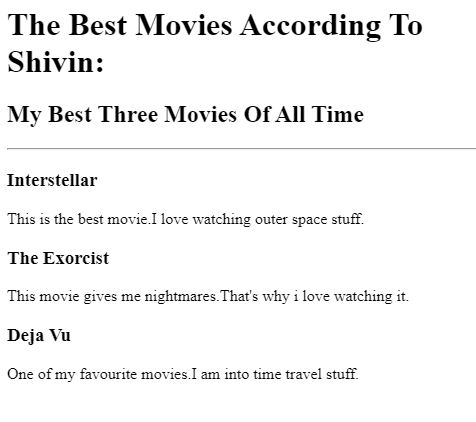 The Best Movies According To
Shivin:
My Best Three Movies Of All Time
Interstellar
This is the best movie.I love watching outer space stuff.
The Exorcist
This movie gives me nightmares.That's why i love watching it.
Deja Vu
One of my favourite movies.I am into time travel stuff.